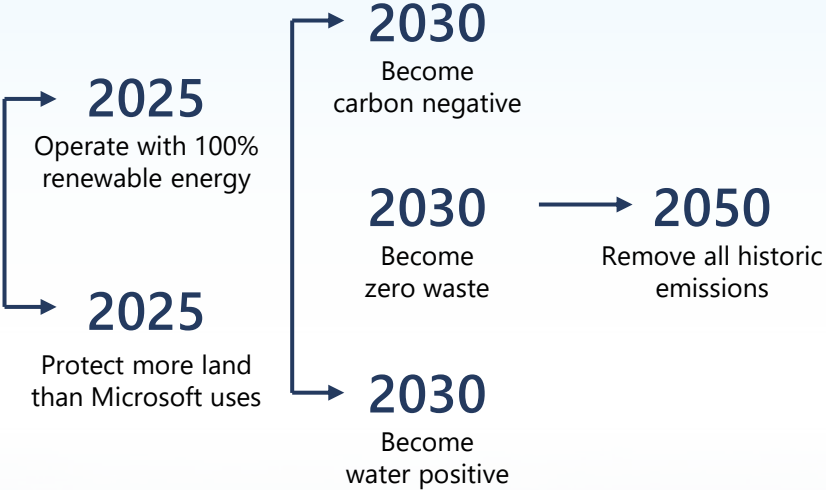 2025
Operate with 100%
renewable energy
2025
Protect more land
than Microsoft uses
2030
Become
carbon negative
2030
Become
zero waste
2030
Become
water positive
2050
Remove all historic
emissions